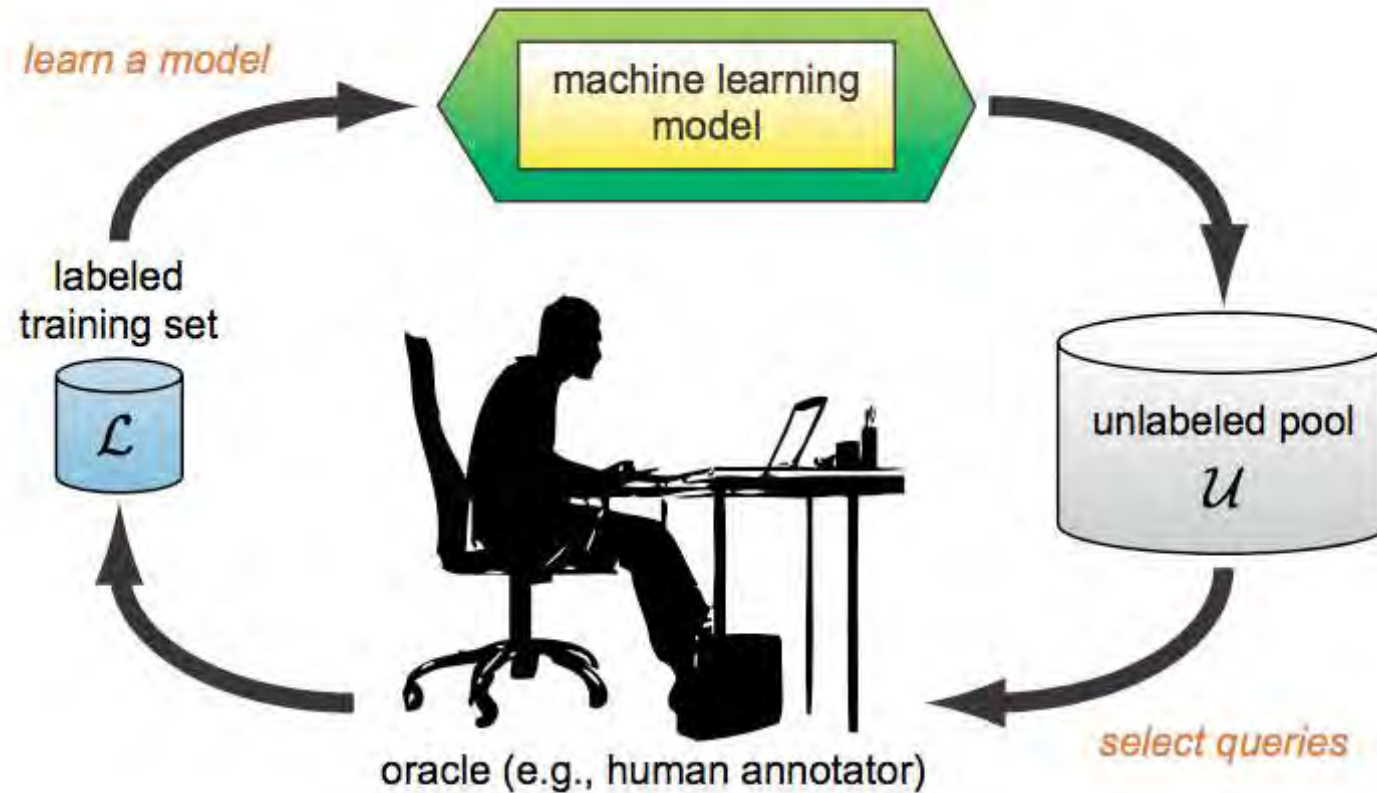 learn a model
machine learning
model
labeled
training set
ℒ
unlabeled pool
𝒰
select queries
oracle (e.g., human annotator)